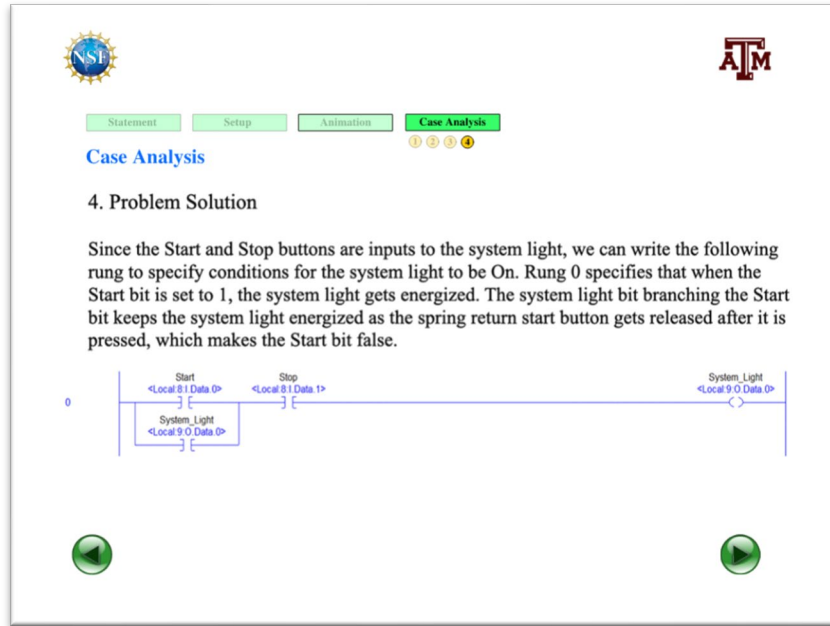 NSF
ATM
Statement Setup Animation Case Analysis
1 2 3 4
Case Analysis
4. Problem Solution
Since the Start and Stop buttons are inputs to the system light, we can write the following
rung to specify conditions for the system light to be On. Rung 0 specifies that when the
Start bit is set to 1, the system light gets energized. The system light bit branching the Start
bit keeps the system light energized as the spring return start button gets released after it is
pressed, which makes the Start bit false.
Start Stop System_Light
<Local:8:I.Data.0> <Local:8:I.Data.1> <Local:9:O.Data.0>
0
System_Light
<Local:9:O.Data.0>